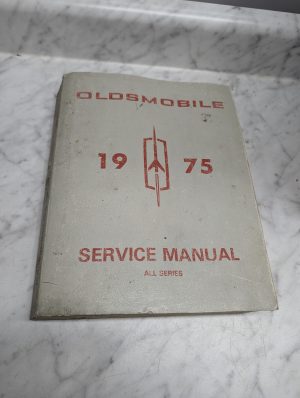 OLDSMOBILE
19 75
SERVICE MANUAL
ALL SERIES